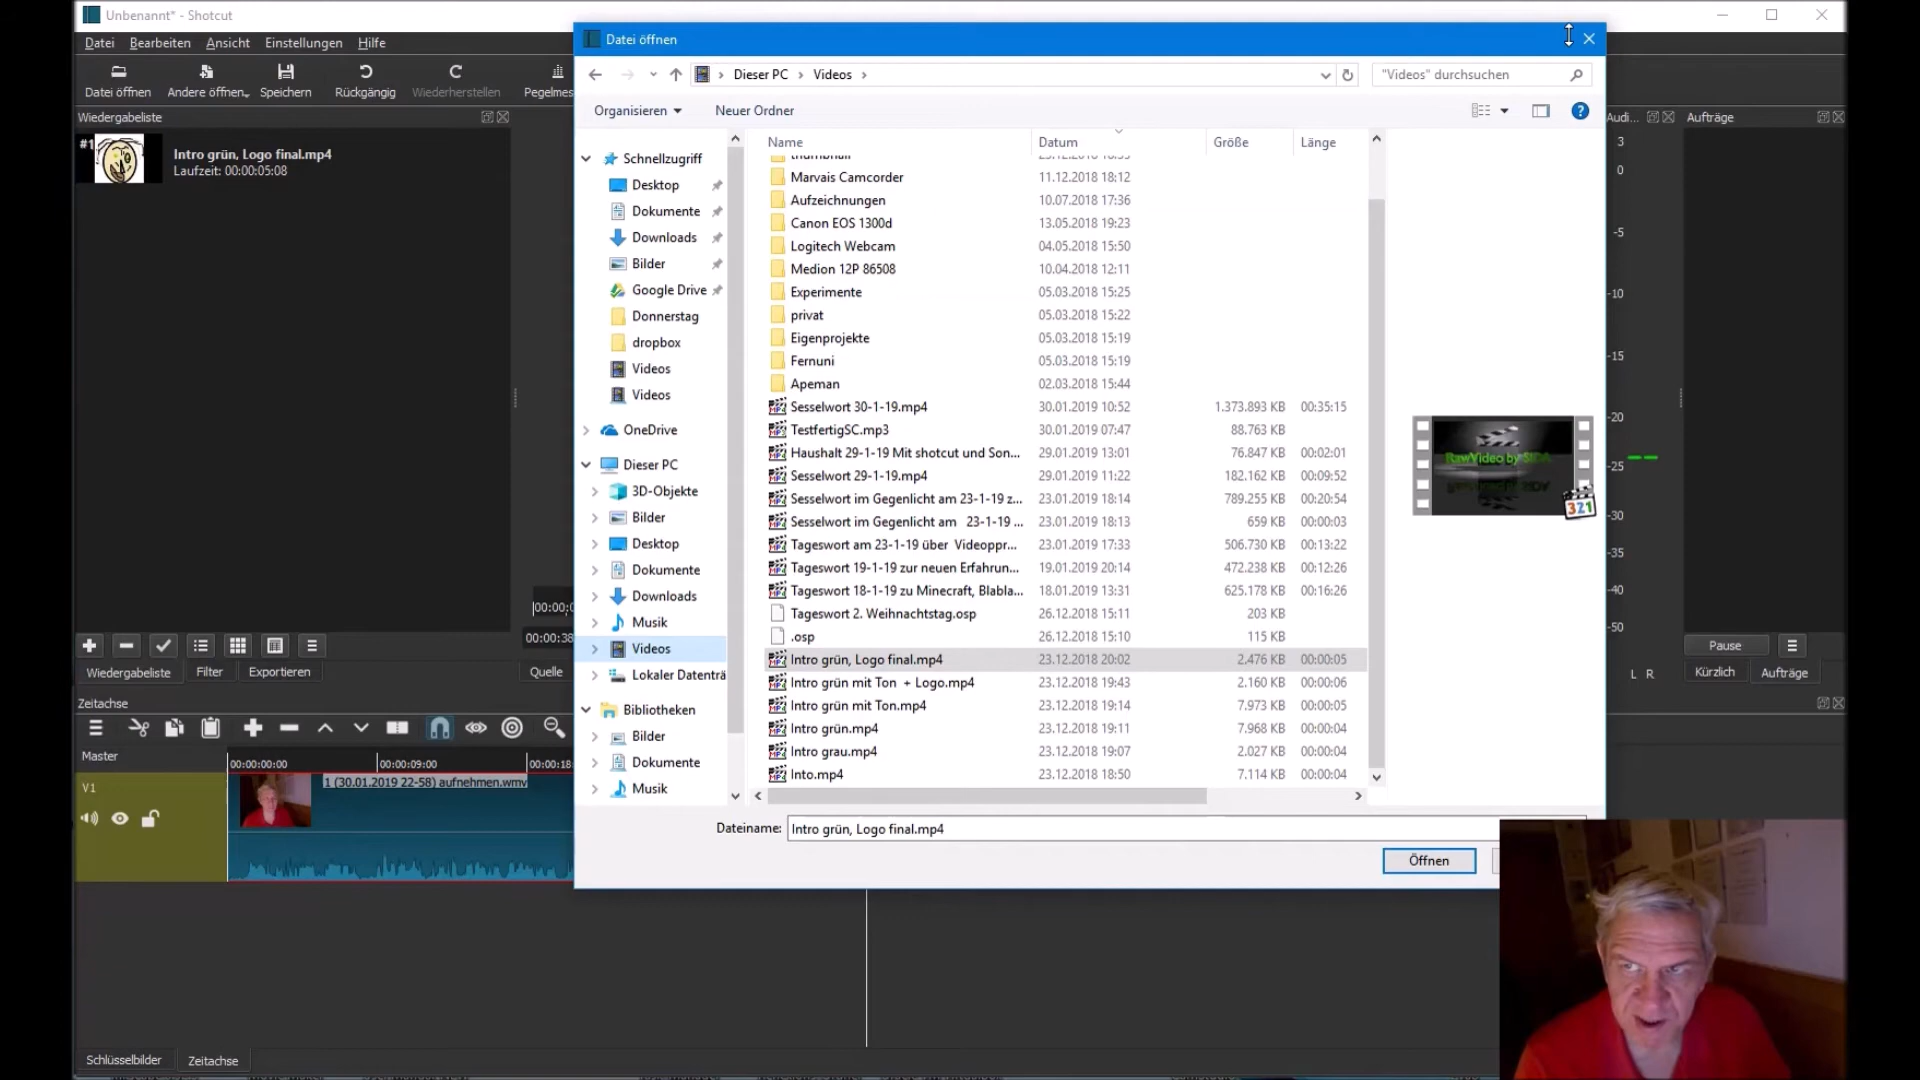 Unbenannt* - Shotcut
Datei Bearbeiten Ansicht Einstellungen Hilfe
Datei öffnen Andere öffnen... Speichern Rückgängig Wiederherstellen Pegelmes
Wiedergabeliste
#1
Intro grün, Logo final.mp4
Laufzeit: 00:00:05:08
Datei öffnen
Dieser PC Videos
"Videos" durchsuchen
Organisieren Neuer Ordner
Schnellzugriff
Desktop
Dokumente
Downloads
Bilder
Google Drive
Donnerstag
dropbox
Videos
Videos
OneDrive
Dieser PC
3D-Objekte
Bilder
Desktop
Dokumente
Downloads
Musik
Videos
Lokaler Datenträ
Bibliotheken
Bilder
Dokumente
Musik
Name Datum Größe Länge
Marvais Camcorder 11.12.2018 18:12
Aufzeichnungen 10.07.2018 17:36
Canon EOS 1300d 13.05.2018 19:23
Logitech Webcam 04.05.2018 15:50
Medion 12P 86508 10.04.2018 12:11
Experimente 05.03.2018 15:25
privat 05.03.2018 15:22
Eigenprojekte 05.03.2018 15:19
Fernuni 05.03.2018 15:19
Apeman 02.03.2018 15:44
Sesselwort 30-1-19.mp4 30.01.2019 10:52 1.373.893 KB 00:35:15
TestfertigSC.mp3 30.01.2019 07:47 88.763 KB
Haushalt 29-1-19 Mit shotcut und Son... 29.01.2019 13:01 76.847 KB 00:02:01
Sesselwort 29-1-19.mp4 29.01.2019 11:22 182.162 KB 00:09:52
Sesselwort im Gegenlicht am 23-1-19 z... 23.01.2019 18:14 789.255 KB 00:20:54
Sesselwort im Gegenlicht am 23-1-19 ... 23.01.2019 18:13 659 KB 00:00:03
Tageswort am 23-1-19 über Videoppr... 23.01.2019 17:33 506.730 KB 00:13:22
Tageswort 19-1-19 zur neuen Erfahrun... 19.01.2019 20:14 472.238 KB 00:12:26
Tageswort 18-1-19 zu Minecraft, Blabla... 18.01.2019 13:31 625.178 KB 00:16:26
Tageswort 2. Weihnachtstag.osp 26.12.2018 15:11 203 KB
.osp 26.12.2018 15:10 115 KB
Intro grün, Logo final.mp4 23.12.2018 20:02 2.476 KB 00:00:05
Intro grün mit Ton + Logo.mp4 23.12.2018 19:43 2.160 KB 00:00:06
Intro grün mit Ton.mp4 23.12.2018 19:14 7.973 KB 00:00:05
Intro grün.mp4 23.12.2018 19:11 7.968 KB 00:00:04
Intro grau.mp4 23.12.2018 19:07 2.027 KB 00:00:04
Into.mp4 23.12.2018 18:50 7.114 KB 00:00:04
RawVideo by SIDA
321
Dateiname: Intro grün, Logo final.mp4
Öffnen
Audi... Aufträge
3
0
-5
-10
-15
-20
-25
-30
-35
-40
-50
L R
Pause
Kürzlich Aufträge
00:00:38
Wiedergabeliste Filter Exportieren Quelle
Zeitachse
Master
00:00:00:00 00:00:09:00 00:00:18:
V1
1 (30.01.2019 22-58) aufnehmen.wmv
Schlüsselbilder Zeitachse